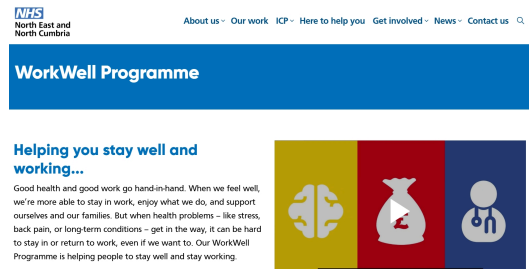 NHS
North East and
North Cumbria
About us Our work ICP Here to help you Get involved News Contact us
WorkWell Programme
Helping you stay well and
working...
Good health and good work go hand-in-hand. When we feel well,
we're more able to stay in work, enjoy what we do, and support
ourselves and our families. But when health problems – like stress,
back pain, or long-term conditions – get in the way, it can be hard
to stay in or return to work, even if we want to. Our WorkWell
Programme is helping people to stay well and stay working.
£